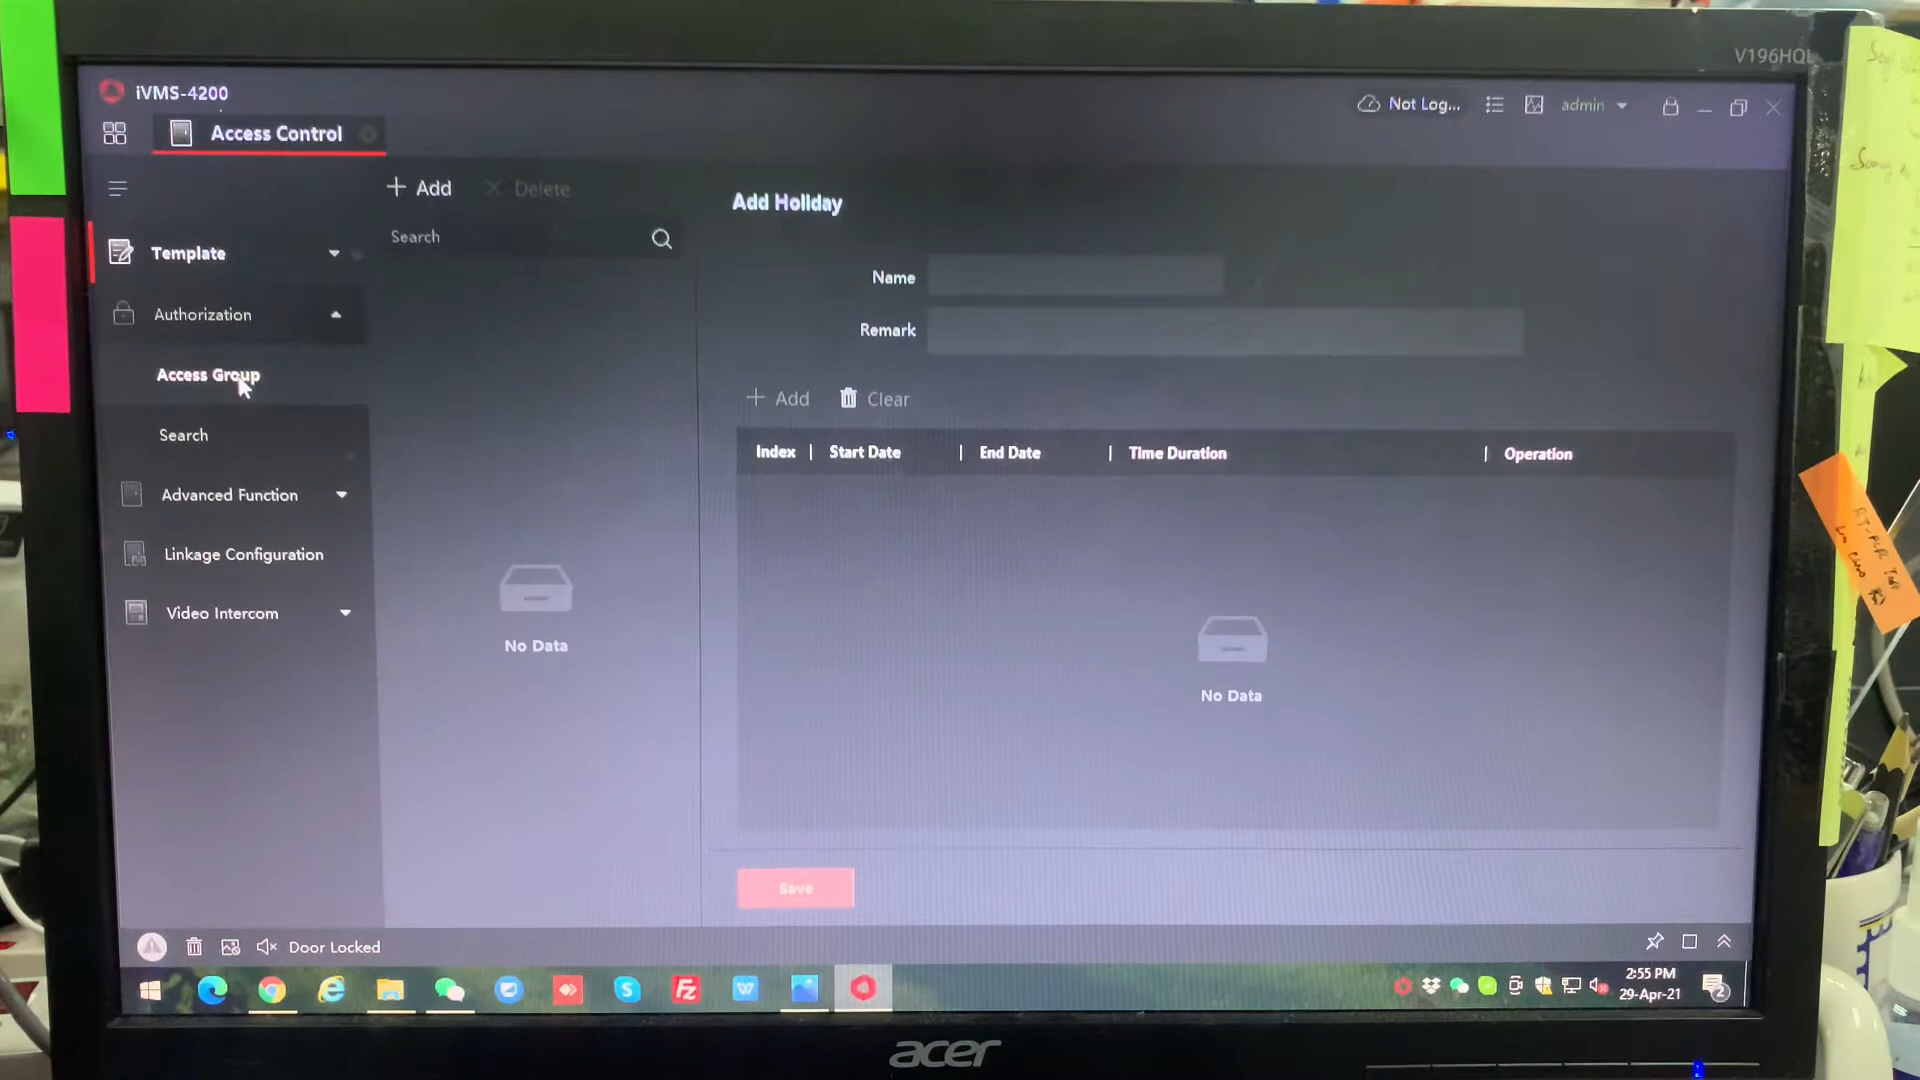 V196HQL
iVMS-4200
Not Log...
admin
Access Control
Add
Delete
Search
Add Holiday
Name
Remark
Template
Authorization
Access Group
Search
Advanced Function
Linkage Configuration
Video Intercom
Add
Clear
Index
Start Date
End Date
Time Duration
Operation
No Data
No Data
Save
Door Locked
2:55 PM
29-Apr-21
2
acer